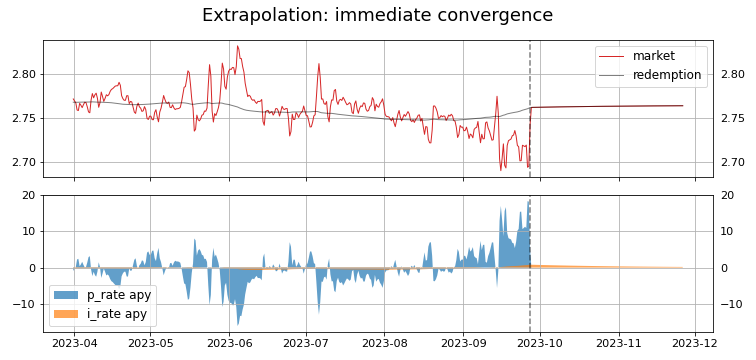 Extrapolation: immediate convergence
2.80
2.75
2.70
market
redemption
2.80
2.75
2.70
20
10
0
−10
p_rate apy
i_rate apy
20
10
0
−10
2023-04 2023-05 2023-06 2023-07 2023-08 2023-09 2023-10 2023-11 2023-12